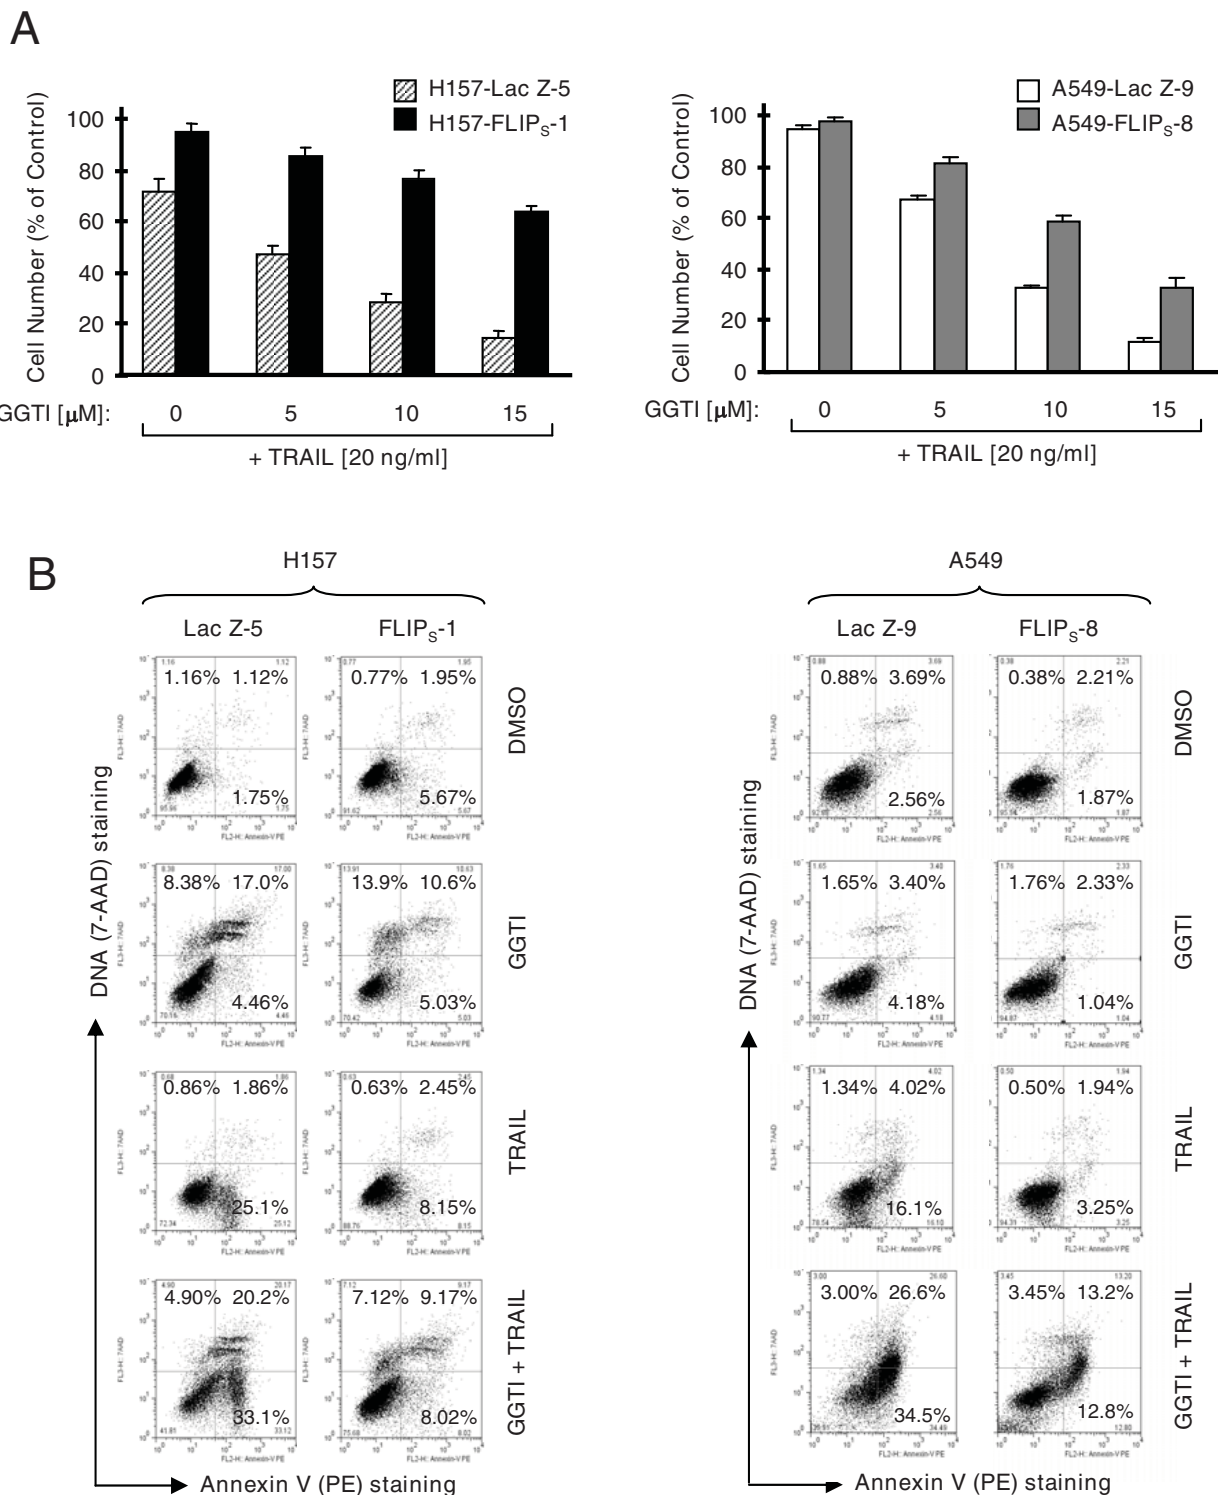 A
H157-Lac Z-5
H157-FLIPS-1
Cell Number (% of Control)
100
80
60
40
20
0
GGTI [µM]: 0 5 10 15
+ TRAIL [20 ng/ml]
A549-Lac Z-9
A549-FLIPS-8
Cell Number (% of Control)
100
80
60
40
20
0
GGTI [µM]: 0 5 10 15
+ TRAIL [20 ng/ml]
B
H157
Lac Z-5 FLIPS-1
1.16% 1.12% 0.77% 1.95%
1.75% 5.67%
DMSO
8.38% 17.0% 13.9% 10.6%
4.46% 5.03%
GGTI
0.86% 1.86% 0.63% 2.45%
25.1% 8.15%
TRAIL
4.90% 20.2% 7.12% 9.17%
33.1% 8.02%
GGTI + TRAIL
DNA (7-AAD) staining
Annexin V (PE) staining
A549
Lac Z-9 FLIPS-8
0.88% 3.69% 0.38% 2.21%
2.56% 1.87%
DMSO
1.65% 3.40% 1.76% 2.33%
4.18% 1.04%
GGTI
1.34% 4.02% 0.50% 1.94%
16.1% 3.25%
TRAIL
3.00% 26.6% 3.45% 13.2%
34.5% 12.8%
GGTI + TRAIL
DNA (7-AAD) staining
Annexin V (PE) staining